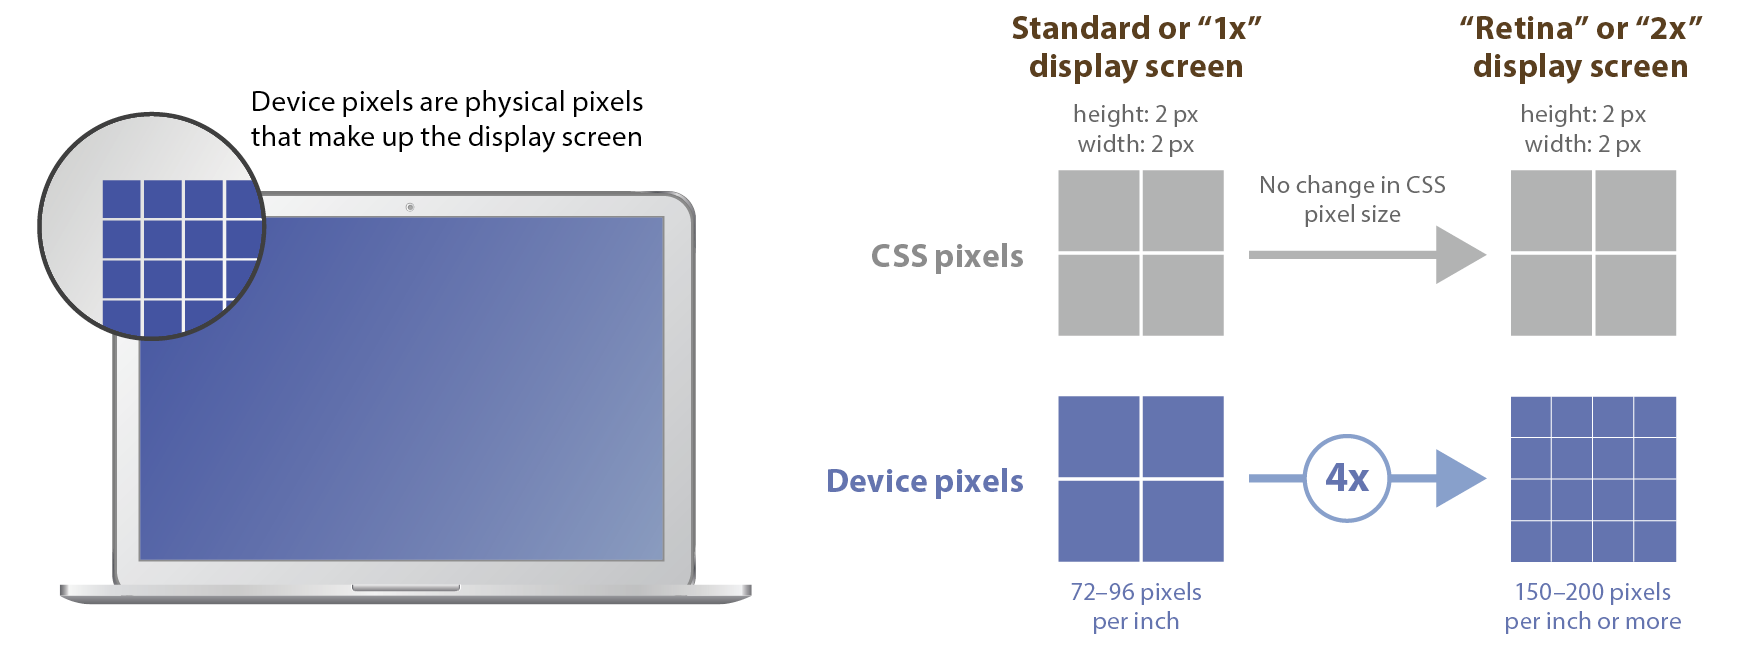 Device pixels are physical pixels
that make up the display screen
Standard or “1x”
display screen
“Retina” or “2x”
display screen
height: 2 px
width: 2 px
height: 2 px
width: 2 px
No change in CSS
pixel size
CSS pixels
Device pixels
4x
72–96 pixels
per inch
150–200 pixels
per inch or more